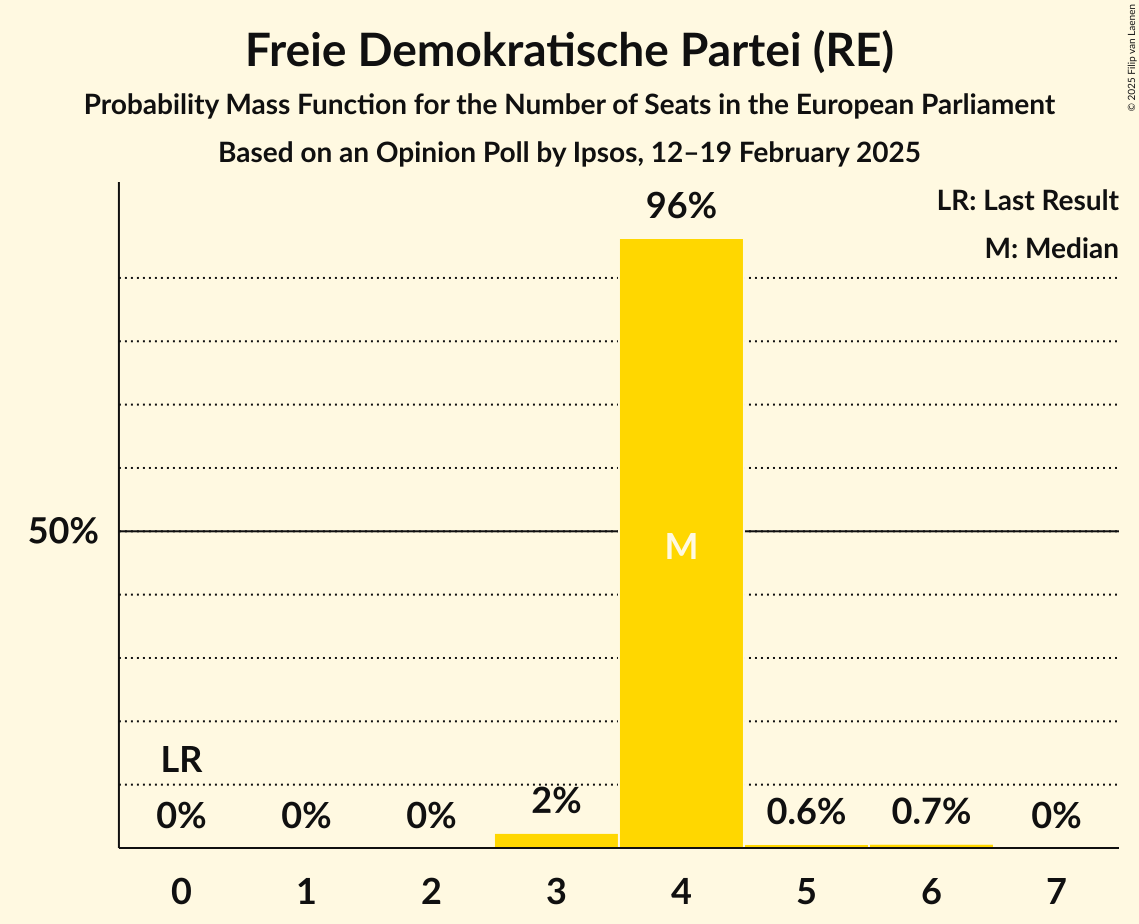 Freie Demokratische Partei (RE)
Probability Mass Function for the Number of Seats in the European Parliament
Based on an Opinion Poll by Ipsos, 12–19 February 2025
© 2025 Filip van Laenen
LR: Last Result
M: Median
96%
50%
M
LR
0%
0%
0%
2%
0.6%
0.7%
0%
0
1
2
3
4
5
6
7